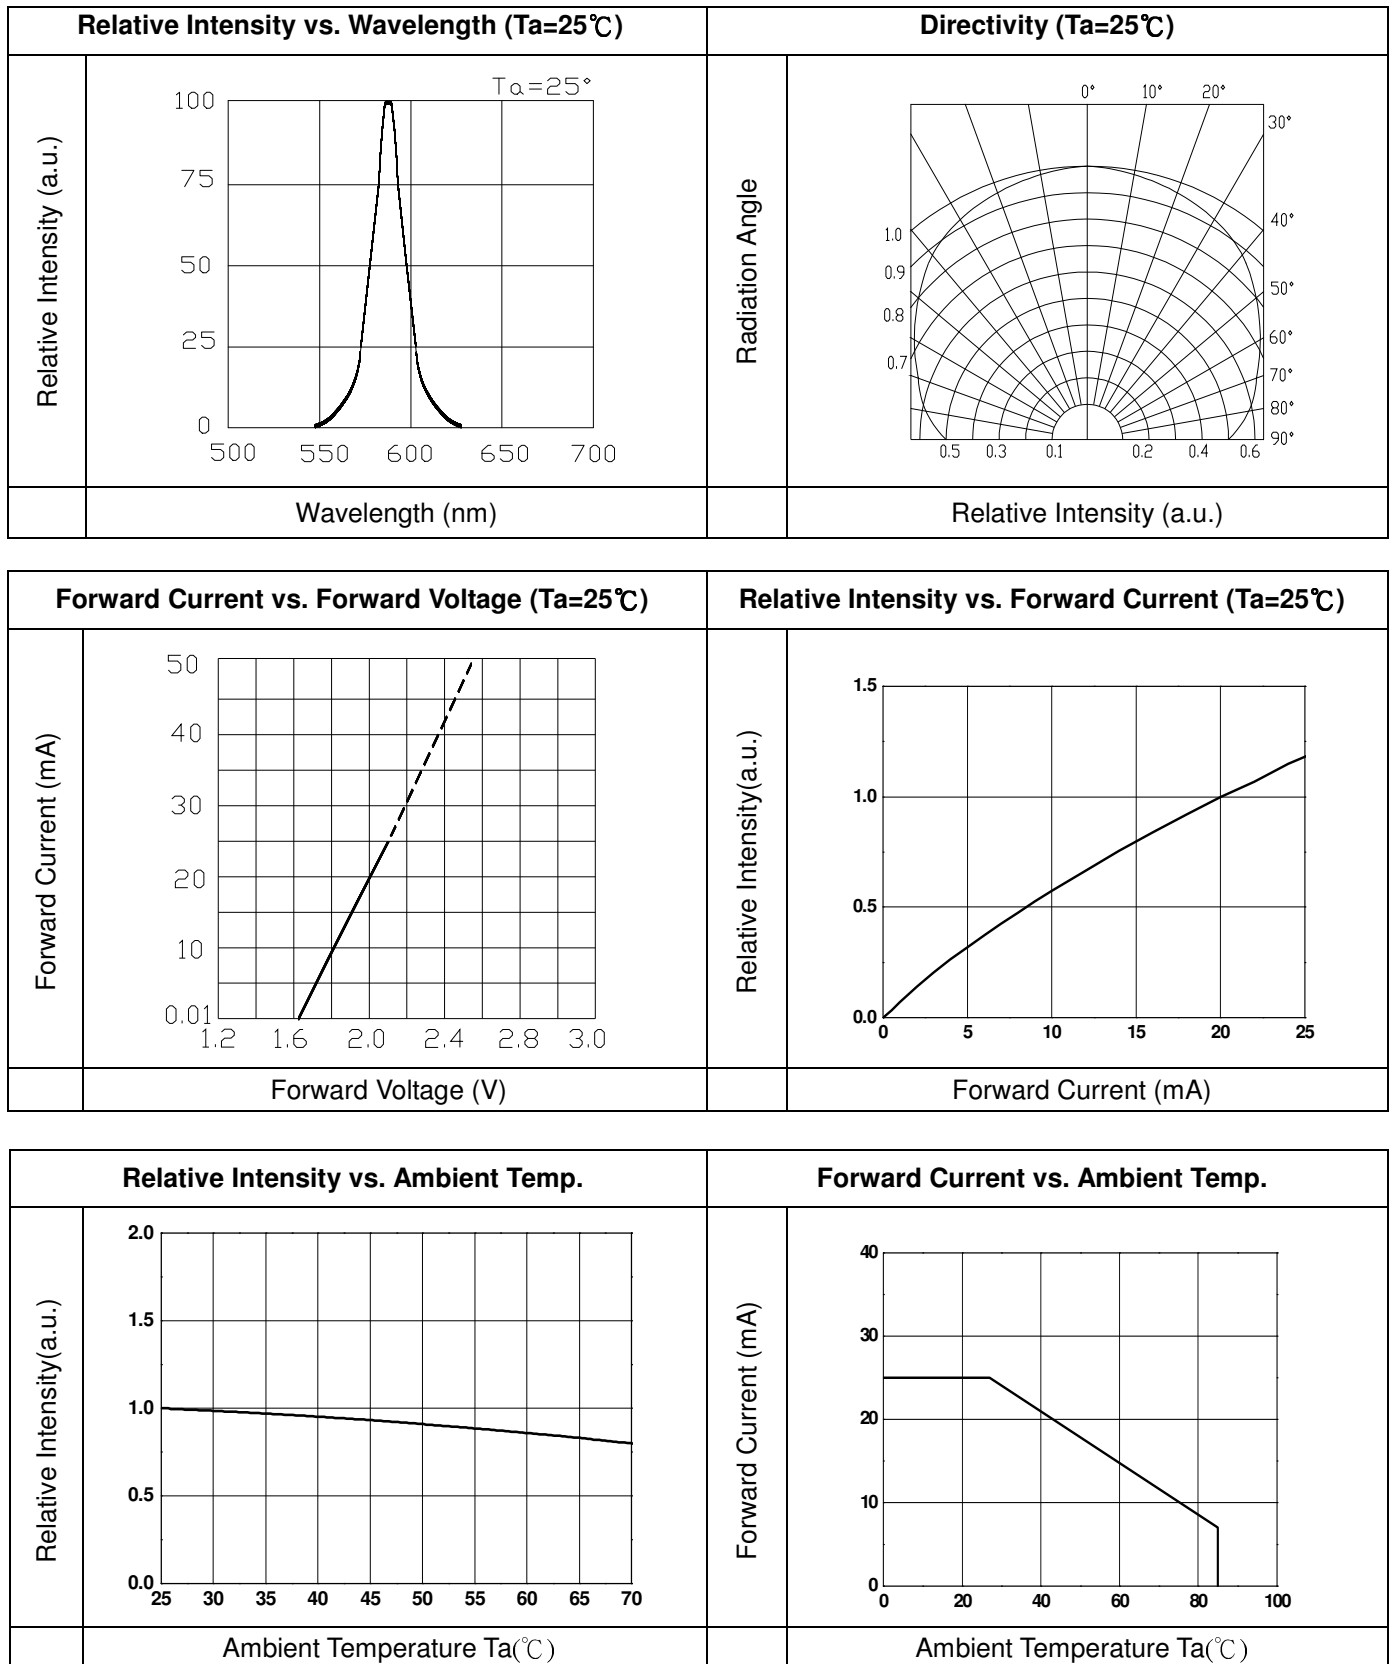 Relative Intensity vs. Wavelength (Ta=25℃)
Relative Intensity (a.u.)
Ta=25°
100
75
50
25
0
500 550 600 650 700
Wavelength (nm)
Directivity (Ta=25℃)
Radiation Angle
0° 10° 20°
30°
40°
50°
60°
70°
80°
90°
1.0
0.9
0.8
0.7
0.5 0.3 0.1 0.2 0.4 0.6
Relative Intensity (a.u.)
Forward Current vs. Forward Voltage (Ta=25℃)
Forward Current (mA)
50
40
30
20
10
0.01
1.2 1.6 2.0 2.4 2.8 3.0
Forward Voltage (V)
Relative Intensity vs. Forward Current (Ta=25℃)
Relative Intensity(a.u.)
1.5
1.0
0.5
0.0
0 5 10 15 20 25
Forward Current (mA)
Relative Intensity vs. Ambient Temp.
Relative Intensity(a.u.)
2.0
1.5
1.0
0.5
0.0
25 30 35 40 45 50 55 60 65 70
Ambient Temperature Ta(℃)
Forward Current vs. Ambient Temp.
Forward Current (mA)
40
30
20
10
0
0 20 40 60 80 100
Ambient Temperature Ta(℃)